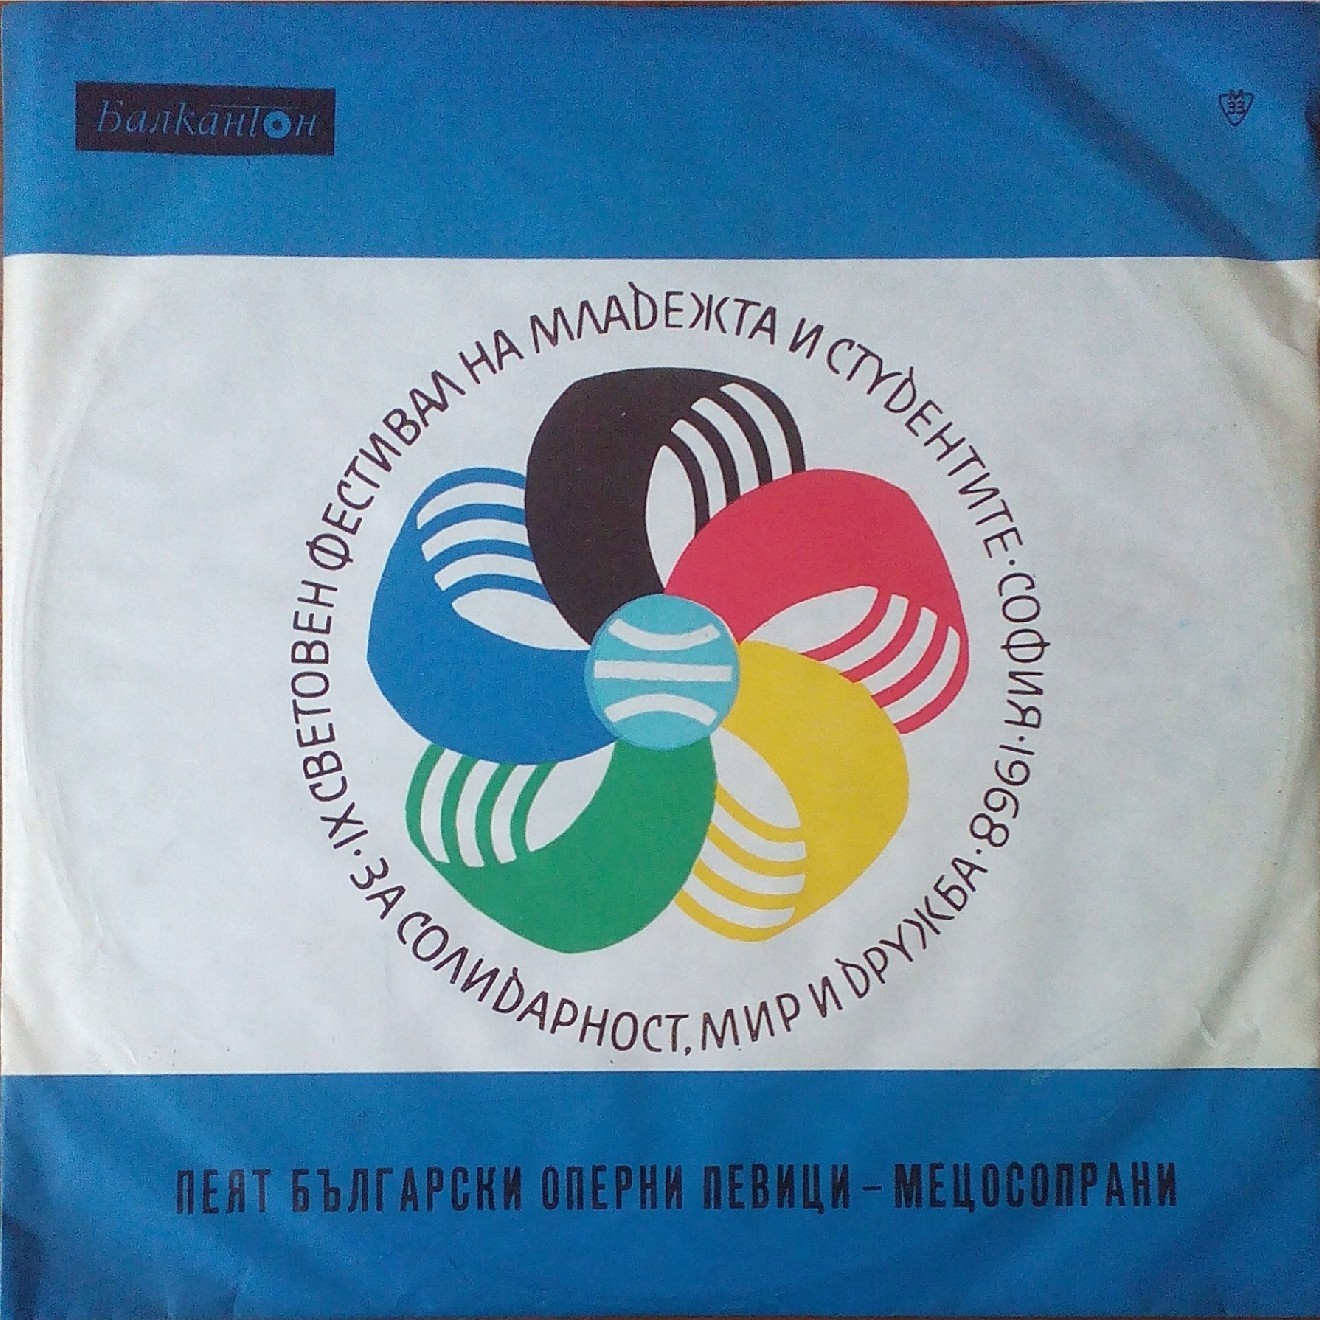 Балкантон
М
33
IX СВЕТОВЕН ФЕСТИВАЛ НА МЛАДЕЖТА И СТУДЕНТИТЕ · СОФИЯ · 1968 ·
ЗА СОЛИДАРНОСТ, МИР И ДРУЖБА ·
ПЕЯТ БЪЛГАРСКИ ОПЕРНИ ПЕВИЦИ – МЕЦОСОПРАНИ